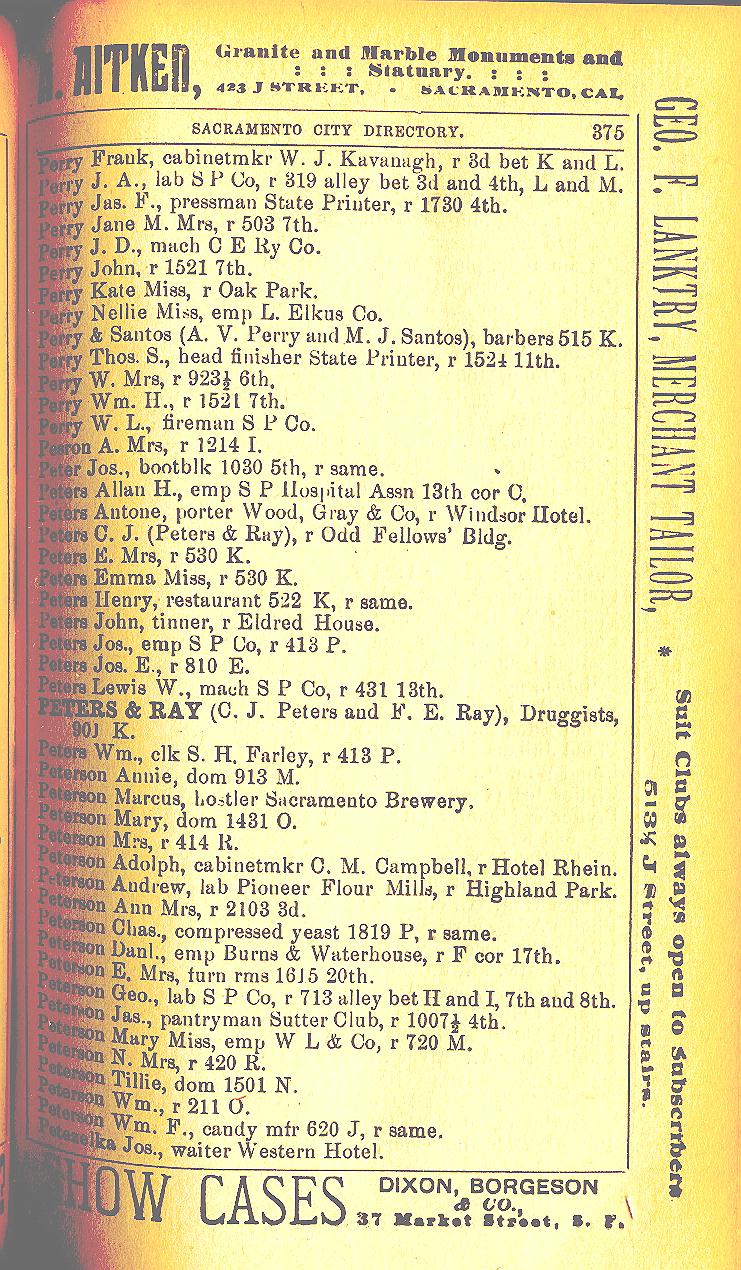 AITKEN, Granite and Marble Monuments and
: : : Statuary. : : :
423 J STREET, - SACRAMENTO, CAL,
SACRAMENTO CITY DIRECTORY. 375
Perry Frank, cabinetmkr W. J. Kavanagh, r 3d bet K and L.
Perry J. A., lab S P Co, r 319 alley bet 3d and 4th, L and M.
Perry Jas. F., pressman State Printer, r 1730 4th.
Perry Jane M. Mrs, r 503 7th.
Perry J. D., mach C E Ry Co.
Perry John, r 1521 7th.
Perry Kate Miss, r Oak Park.
Perry Nellie Miss, emp L. Elkus Co.
Perry & Santos (A. V. Perry and M. J. Santos), barbers 515 K.
Perry Thos. S., head finisher State Printer, r 1524 11th.
Perry W. Mrs, r 923½ 6th.
Perry Wm. H., r 1521 7th.
Perry W. L., fireman S P Co.
Pearon A. Mrs, r 1214 I.
Peter Jos., bootblk 1030 5th, r same.
Peters Allan H., emp S P Hospital Assn 13th cor C.
Peters Antone, porter Wood, Gray & Co, r Windsor Hotel.
Peters C. J. (Peters & Ray), r Odd Fellows' Bldg.
Peters E. Mrs, r 530 K.
Peters Emma Miss, r 530 K.
Peters Henry, restaurant 522 K, r same.
Peters John, tinner, r Eldred House.
Peters Jos., emp S P Co, r 413 P.
Peters Jos. E., r 810 E.
Peters Lewis W., mach S P Co, r 431 13th.
PETERS & RAY (C. J. Peters and F. E. Ray), Druggists,
901 K.
Peters Wm., clk S. H. Farley, r 413 P.
Peterson Annie, dom 913 M.
Peterson Marcus, hostler Sacramento Brewery.
Peterson Mary, dom 1431 O.
Peterson Mrs, r 414 R.
Peterson Adolph, cabinetmkr C. M. Campbell, r Hotel Rhein.
Peterson Andrew, lab Pioneer Flour Mills, r Highland Park.
Peterson Ann Mrs, r 2103 3d.
Peterson Chas., compressed yeast 1819 P, r same.
Peterson Danl., emp Burns & Waterhouse, r F cor 17th.
Peterson E. Mrs, furn rms 1615 20th.
Peterson Geo., lab S P Co, r 713 alley bet H and I, 7th and 8th.
Peterson Jas., pantryman Sutter Club, r 1007½ 4th.
Peterson Mary Miss, emp W L & Co, r 720 M.
Peterson N. Mrs, r 420 R.
Peterson Tillie, dom 1501 N.
Peterson Wm., r 211 O.
Peterson Wm. F., candy mfr 620 J, r same.
Petezelka Jos., waiter Western Hotel.
SHOW CASES DIXON, BORGESON
& CO.,
37 Market Street, S. F.
GEO. F. LANKTRY, MERCHANT TAILOR, * Suit Clubs always open to Subscribers
513½ J Street, up stairs.